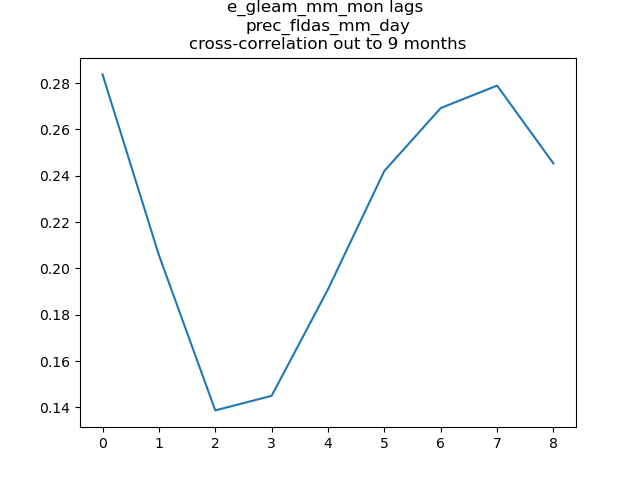 e_gleam_mm_mon lags
prec_fldas_mm_day
cross-correlation out to 9 months
0.28
0.26
0.24
0.22
0.20
0.18
0.16
0.14
0 1 2 3 4 5 6 7 8